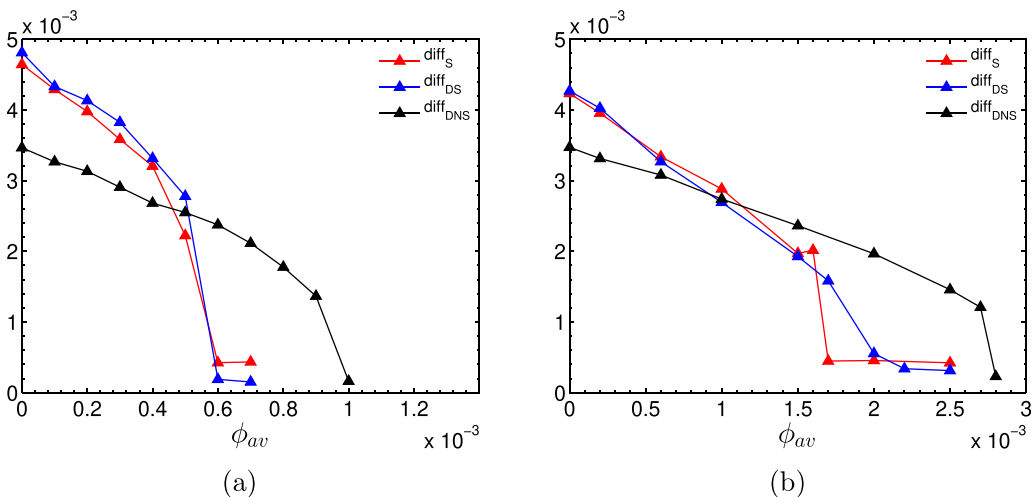 x 10⁻³
5
4
3
2
1
0
0 0.2 0.4 0.6 0.8 1 1.2
x 10⁻³
ϕ_av
diff_S
diff_DS
diff_DNS
(a)
x 10⁻³
5
4
3
2
1
0
0 0.5 1 1.5 2 2.5 3
x 10⁻³
ϕ_av
diff_S
diff_DS
diff_DNS
(b)